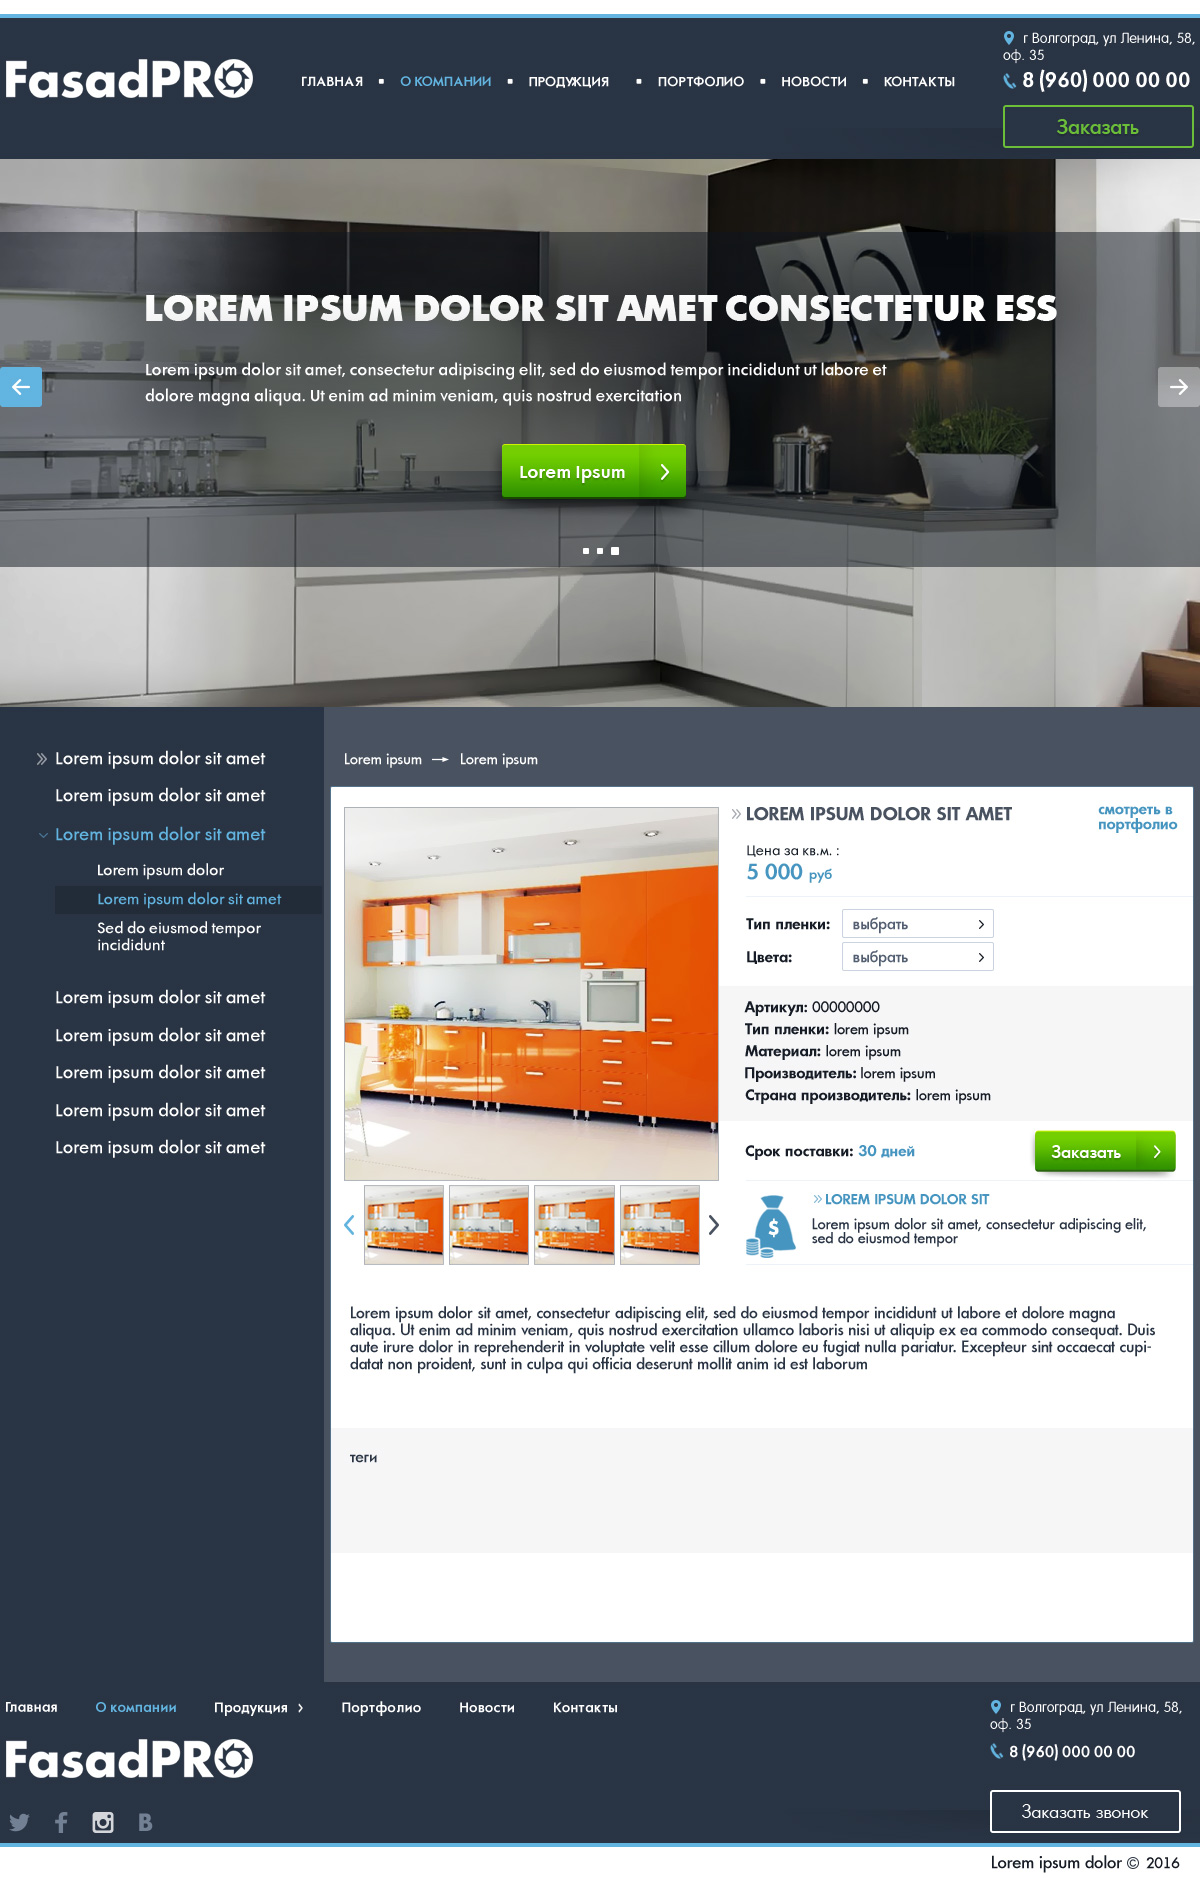 FasadPRO
ГЛАВНАЯ
О КОМПАНИИ
ПРОДУКЦИЯ
ПОРТФОЛИО
НОВОСТИ
КОНТАКТЫ
г Волгоград, ул Ленина, 58,
оф. 35
8 (960) 000 00 00
Заказать
LOREM IPSUM DOLOR SIT AMET CONSECTETUR ESS
Lorem ipsum dolor sit amet, consectetur adipiscing elit, sed do eiusmod tempor incididunt ut labore et
dolore magna aliqua. Ut enim ad minim veniam, quis nostrud exercitation
Lorem Ipsum
Lorem ipsum dolor sit amet
Lorem ipsum dolor sit amet
Lorem ipsum dolor sit amet
Lorem ipsum dolor
Lorem ipsum dolor sit amet
Sed do eiusmod tempor
incididunt
Lorem ipsum dolor sit amet
Lorem ipsum dolor sit amet
Lorem ipsum dolor sit amet
Lorem ipsum dolor sit amet
Lorem ipsum dolor sit amet
Lorem ipsum → Lorem ipsum
» LOREM IPSUM DOLOR SIT AMET
смотреть в
портфолио
Цена за кв.м. :
5 000 руб
Тип пленки: выбрать
Цвета: выбрать
Артикул: 00000000
Тип пленки: lorem ipsum
Материал: lorem ipsum
Производитель: lorem ipsum
Страна производитель: lorem ipsum
Срок поставки: 30 дней
Заказать
$
» LOREM IPSUM DOLOR SIT
Lorem ipsum dolor sit amet, consectetur adipiscing elit,
sed do eiusmod tempor
Lorem ipsum dolor sit amet, consectetur adipiscing elit, sed do eiusmod tempor incididunt ut labore et dolore magna
aliqua. Ut enim ad minim veniam, quis nostrud exercitation ullamco laboris nisi ut aliquip ex ea commodo consequat. Duis
aute irure dolor in reprehenderit in voluptate velit esse cillum dolore eu fugiat nulla pariatur. Excepteur sint occaecat cupi-
datat non proident, sunt in culpa qui officia deserunt mollit anim id est laborum
теги
Главная
О компании
Продукция
Портфолио
Новости
Контакты
FasadPRO
г Волгоград, ул Ленина, 58,
оф. 35
8 (960) 000 00 00
Заказать звонок
Lorem ipsum dolor © 2016